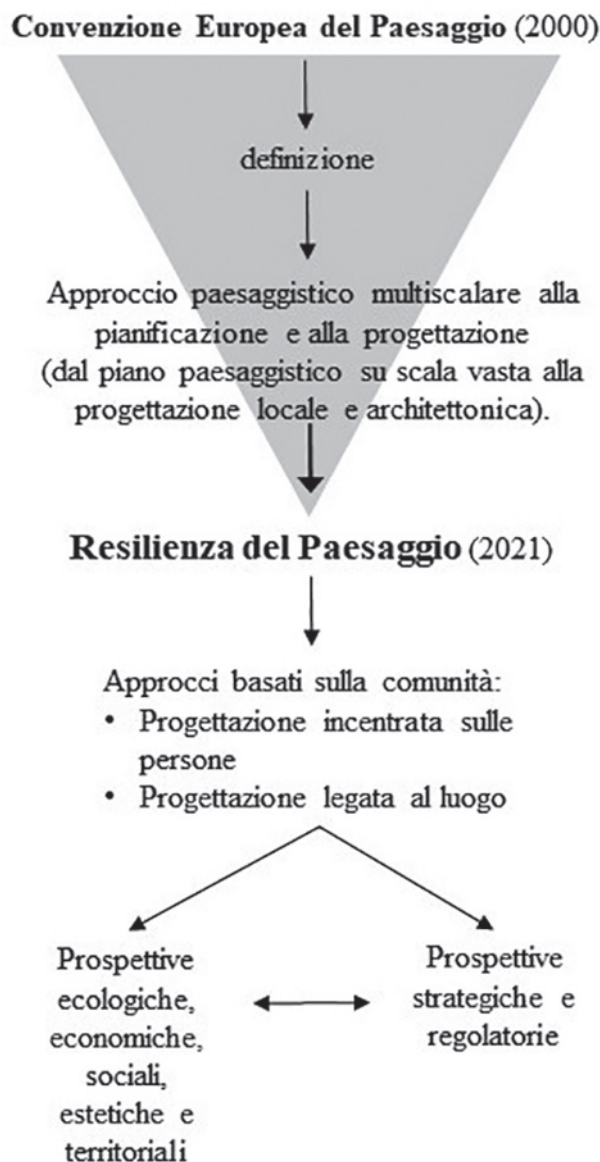 Convenzione Europea del Paesaggio (2000)
definizione
Approccio paesaggistico multiscalare alla
pianificazione e alla progettazione
(dal piano paesaggistico su scala vasta alla
progettazione locale e architettonica).
Resilienza del Paesaggio (2021)
Approcci basati sulla comunità:
• Progettazione incentrata sulle
persone
• Progettazione legata al luogo
Prospettive
ecologiche,
economiche,
sociali,
estetiche e
territoriali
Prospettive
strategiche e
regolatorie